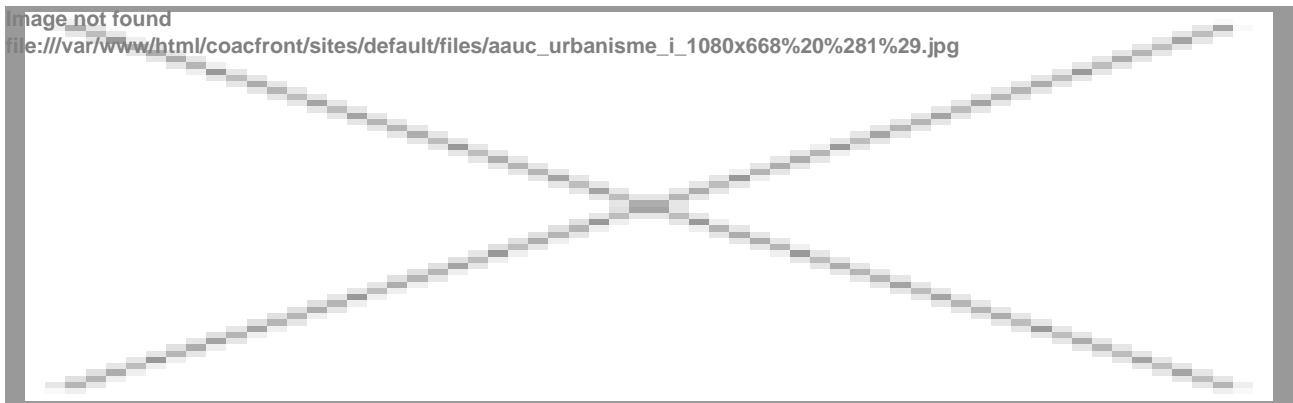 Image not found
file:///var/www/html/coacfront/sites/default/files/aauc_urbanisme_i_1080x668%20%281%29.jpg